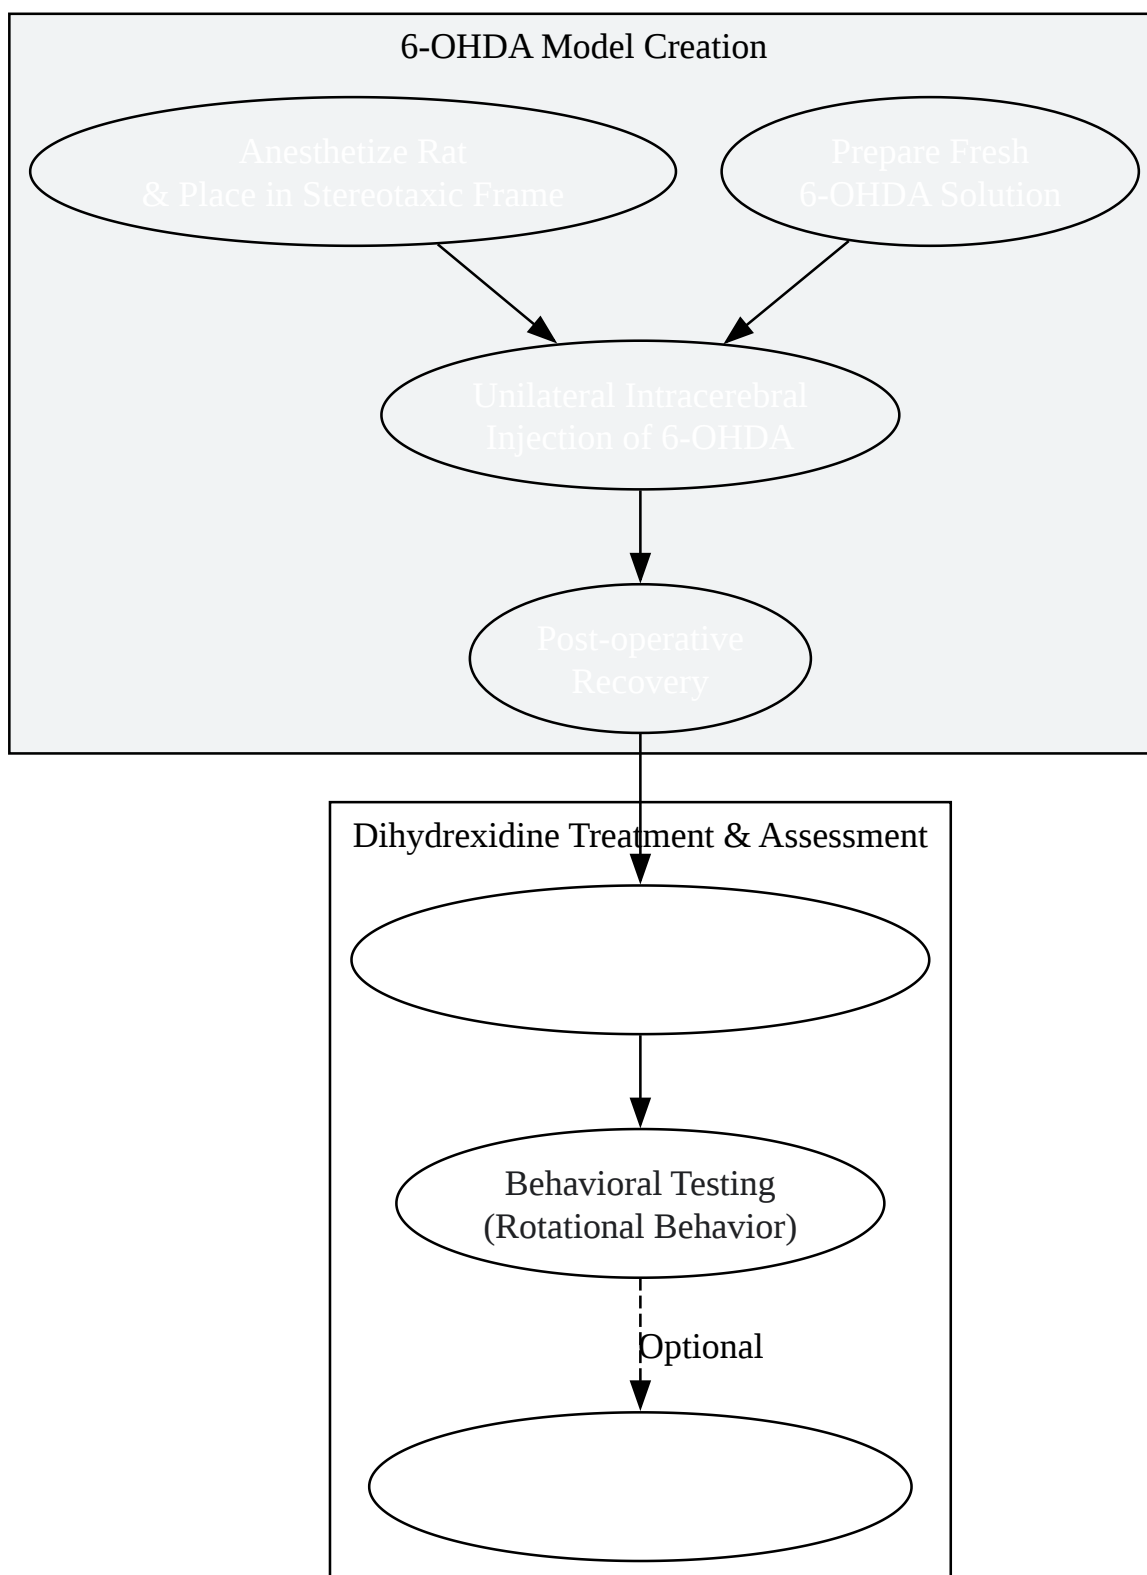 6-OHDA Model Creation
Anesthetize Rat
& Place in Stereotaxic Frame
Prepare Fresh
6-OHDA Solution
Unilateral Intracerebral
Injection of 6-OHDA
Post-operative
Recovery
Dihydrexidine Treatment & Assessment
Behavioral Testing
(Rotational Behavior)
Optional